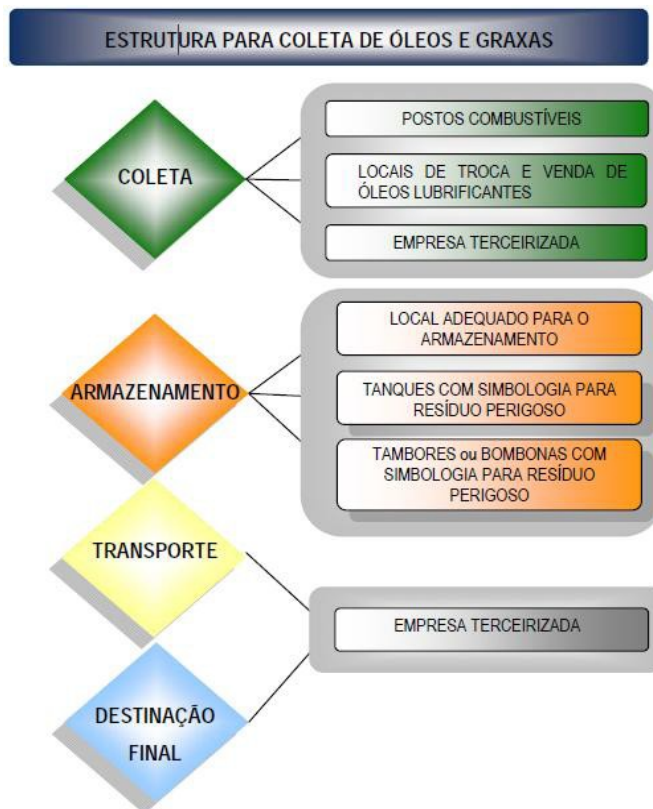 ESTRUTURA PARA COLETA DE ÓLEOS E GRAXAS
COLETA
POSTOS COMBUSTÍVEIS
LOCAIS DE TROCA E VENDA DE
ÓLEOS LUBRIFICANTES
EMPRESA TERCEIRIZADA
ARMAZENAMENTO
LOCAL ADEQUADO PARA O
ARMAZENAMENTO
TANQUES COM SIMBOLOGIA PARA
RESÍDUO PERIGOSO
TAMBORES ou BOMBONAS COM
SIMBOLOGIA PARA RESÍDUO
PERIGOSO
TRANSPORTE
EMPRESA TERCEIRIZADA
DESTINAÇÃO
FINAL